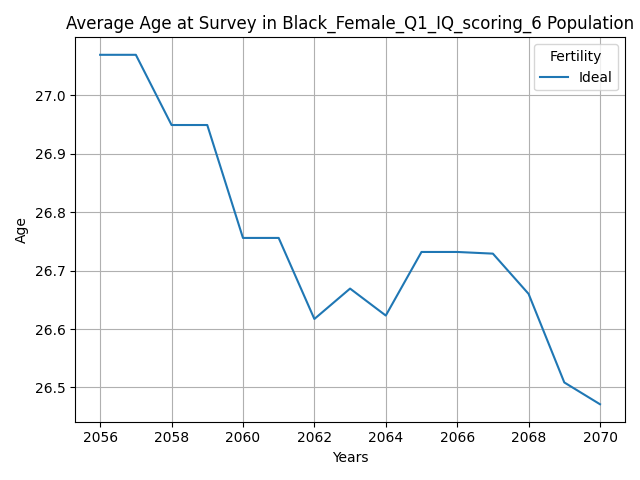 Average Age at Survey in Black_Female_Q1_IQ_scoring_6 Population
Fertility
Ideal
27.0
26.9
26.8
26.7
26.6
26.5
Age
2056 2058 2060 2062 2064 2066 2068 2070
Years